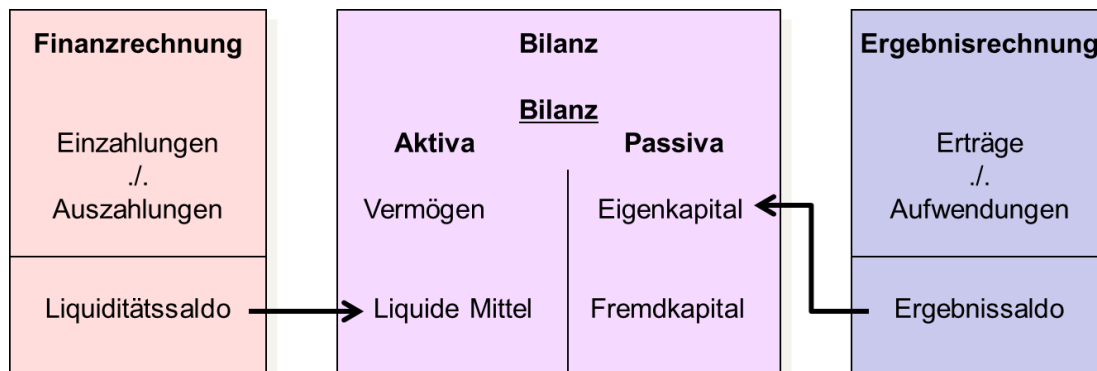 Finanzrechnung
Einzahlungen
./.
Auszahlungen
Liquiditätssaldo
Bilanz
Bilanz
Aktiva Passiva
Vermögen Eigenkapital
Liquide Mittel Fremdkapital
Ergebnisrechnung
Erträge
./.
Aufwendungen
Ergebnissaldo